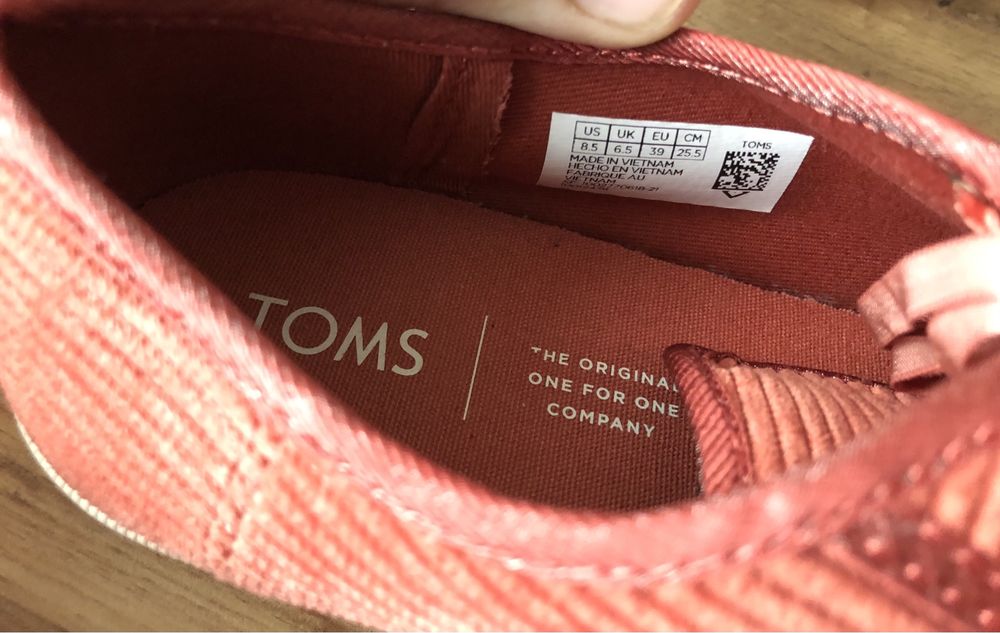 US UK EU CM
8.5 6.5 39 25.5
MADE IN VIETNAM
HECHO EN VIETNAM
FABRIQUE AU
VIETNAM
TOMS
TOMS
THE ORIGINAL
ONE FOR ONE
COMPANY